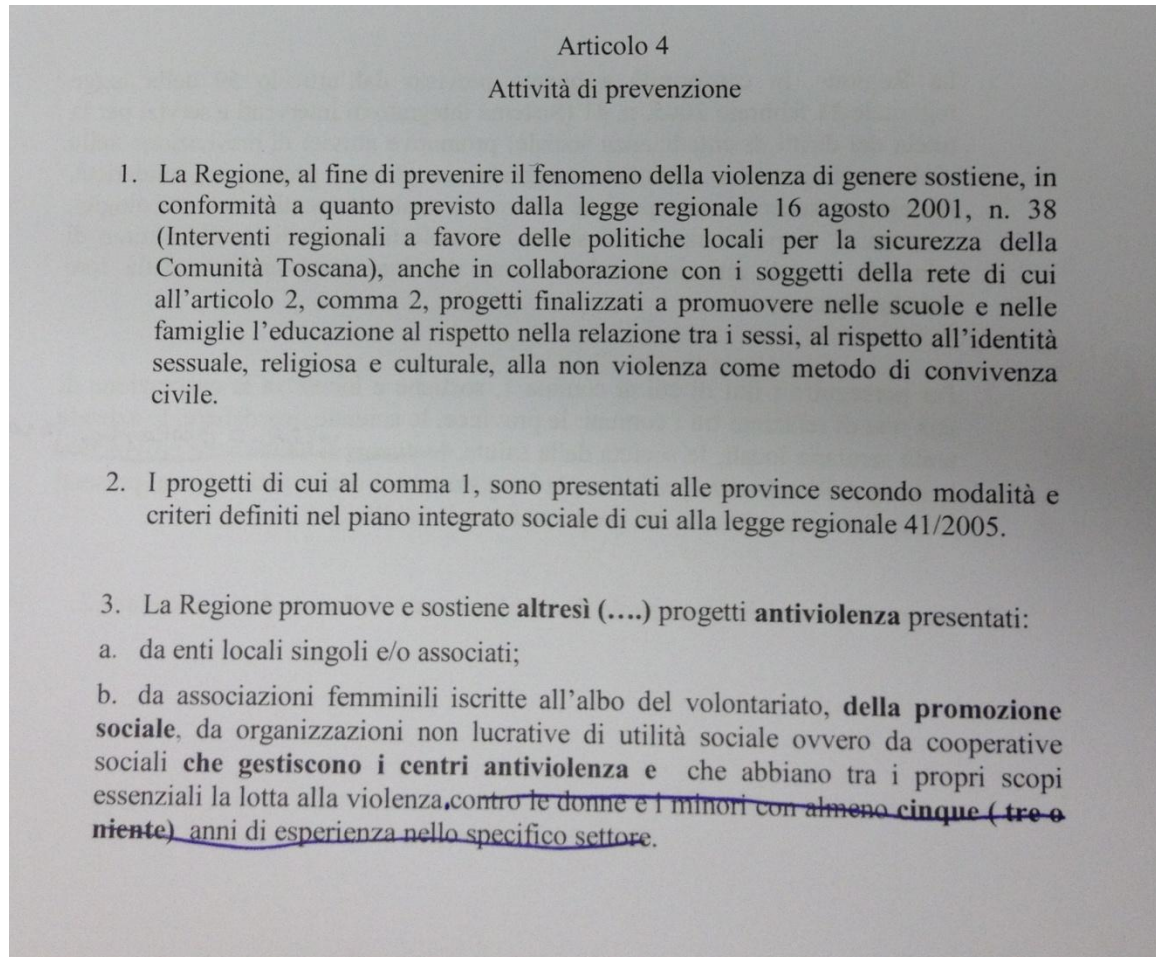 Articolo 4
Attività di prevenzione
1. La Regione, al fine di prevenire il fenomeno della violenza di genere sostiene, in
conformità a quanto previsto dalla legge regionale 16 agosto 2001, n. 38
(Interventi regionali a favore delle politiche locali per la sicurezza della
Comunità Toscana), anche in collaborazione con i soggetti della rete di cui
all’articolo 2, comma 2, progetti finalizzati a promuovere nelle scuole e nelle
famiglie l’educazione al rispetto nella relazione tra i sessi, al rispetto all’identità
sessuale, religiosa e culturale, alla non violenza come metodo di convivenza
civile.
2. I progetti di cui al comma 1, sono presentati alle province secondo modalità e
criteri definiti nel piano integrato sociale di cui alla legge regionale 41/2005.
3. La Regione promuove e sostiene altresì (....) progetti antiviolenza presentati:
a. da enti locali singoli e/o associati;
b. da associazioni femminili iscritte all’albo del volontariato, della promozione
sociale, da organizzazioni non lucrative di utilità sociale ovvero da cooperative
sociali che gestiscono i centri antiviolenza e che abbiano tra i propri scopi
essenziali la lotta alla violenza,contro le donne e i minori con almeno cinque ( tre o
niente) anni di esperienza nello specifico settore.